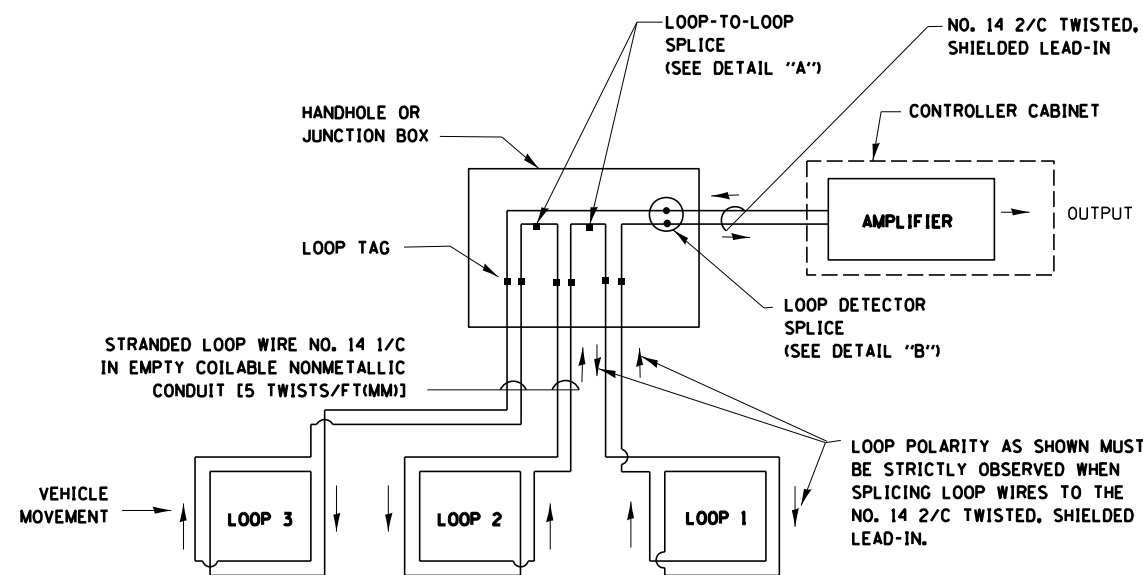 LOOP-TO-LOOP
SPLICE
(SEE DETAIL "A")
NO. 14 2/C TWISTED,
SHIELDED LEAD-IN
HANDHOLE OR
JUNCTION BOX
CONTROLLER CABINET
AMPLIFIER
OUTPUT
LOOP TAG
LOOP DETECTOR
SPLICE
(SEE DETAIL "B")
STRANDED LOOP WIRE NO. 14 1/C
IN EMPTY COILABLE NONMETALLIC
CONDUIT [5 TWISTS/FT(MM)]
LOOP POLARITY AS SHOWN MUST
BE STRICTLY OBSERVED WHEN
SPLICING LOOP WIRES TO THE
NO. 14 2/C TWISTED, SHIELDED
LEAD-IN.
VEHICLE
MOVEMENT
LOOP 3
LOOP 2
LOOP 1